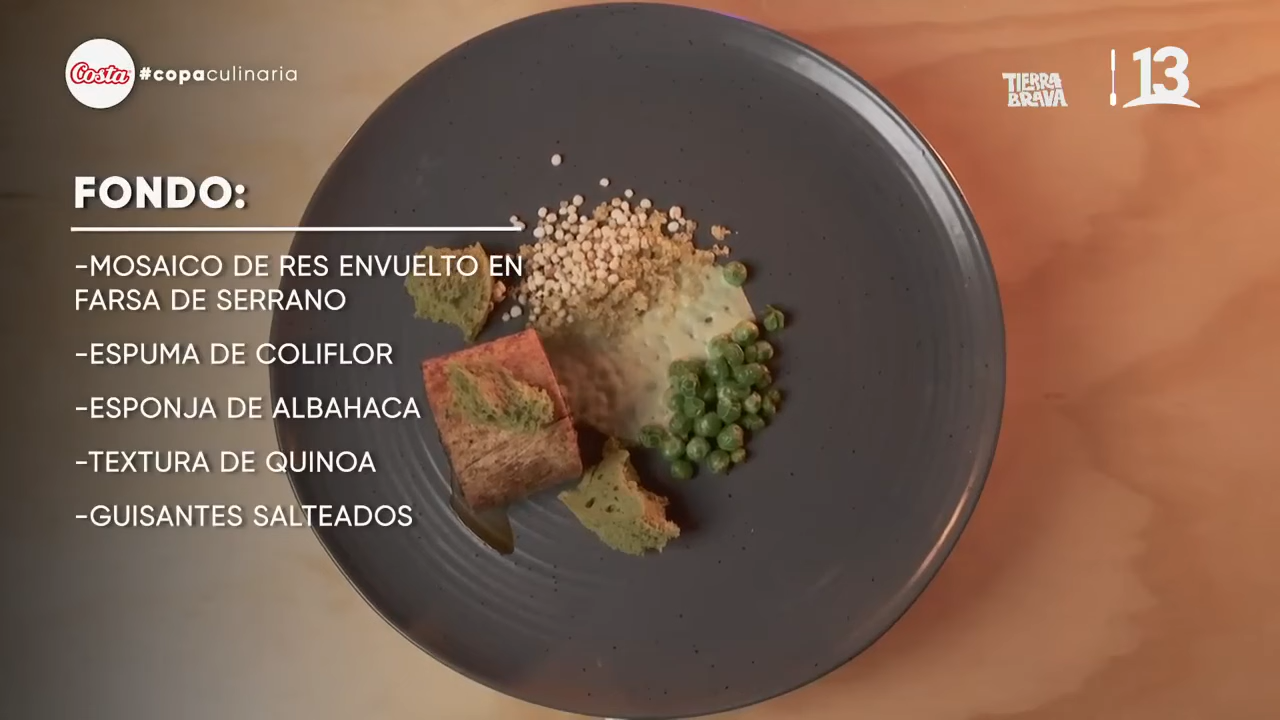 Costa #copaculinaria
TIERRA
BRAVA
13
FONDO:
-MOSAICO DE RES ENVUELTO EN
FARSA DE SERRANO
-ESPUMA DE COLIFLOR
-ESPONJA DE ALBAHACA
-TEXTURA DE QUINOA
-GUISANTES SALTEADOS